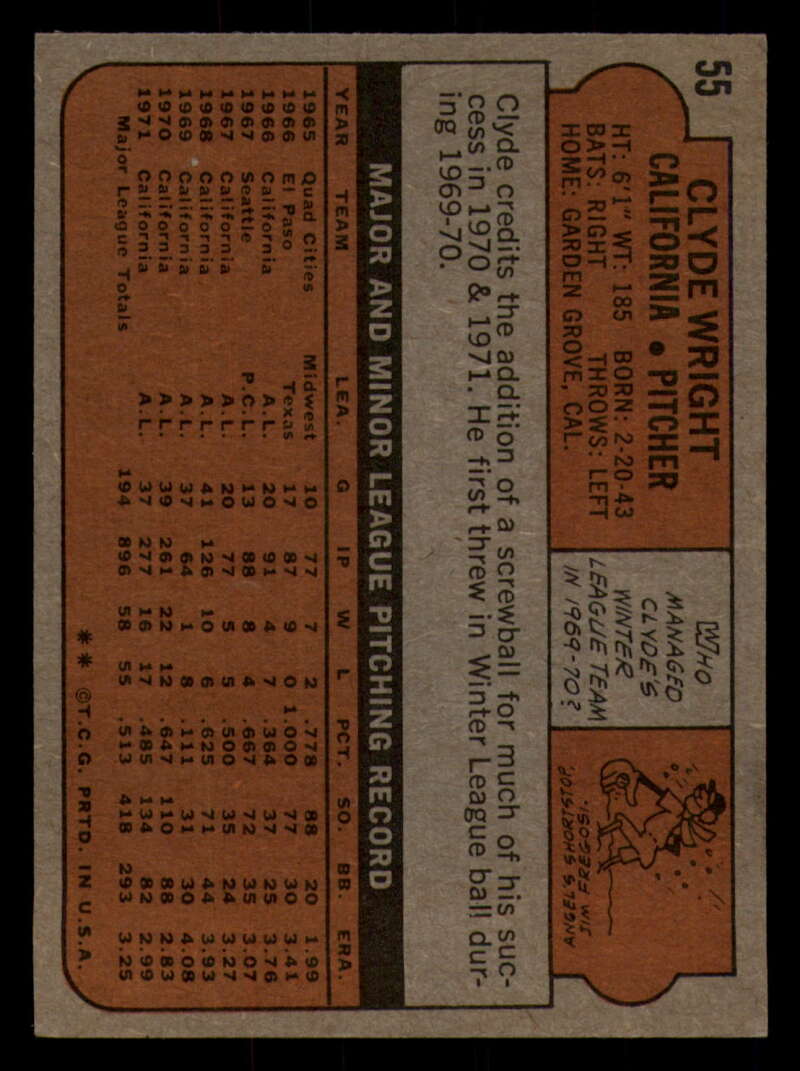 55
CLYDE WRIGHT
CALIFORNIA • PITCHER
HT: 6'1" WT: 185 BORN: 2-20-43
BATS: RIGHT THROWS: LEFT
HOME: GARDEN GROVE, CAL.
WHO
MANAGED
CLYDE'S
WINTER
LEAGUE TEAM
IN 1969-70?
ANGELS SHORTSTOP,
JIM FREGOSI.
Clyde credits the addition of a screwball for much of his suc-
cess in 1970 & 1971. He first threw in Winter League ball dur-
ing 1969-70.
MAJOR AND MINOR LEAGUE PITCHING RECORD
YEAR TEAM LEA. G IP W L PCT. SO. BB. ERA.
1965 Quad Cities Midwest 10 77 7 2 .778 88 20 1.99
1966 El Paso Texas 17 87 9 0 1.000 77 30 3.41
1966 California A.L. 20 91 4 7 .364 37 25 3.76
1967 Seattle P.C.L. 13 88 8 4 .667 72 35 3.07
1967 California A.L. 20 77 5 5 .500 35 24 3.27
1968 California A.L. 41 126 10 6 .625 71 44 3.93
1969 California A.L. 37 64 1 8 .111 31 30 4.08
1970 California A.L. 39 261 22 12 .647 110 88 2.83
1971 California A.L. 37 277 16 17 .485 134 82 2.99
Major League Totals 194 896 58 55 .513 418 293 3.25
** ©T.C.G. PRTD. IN U.S.A.